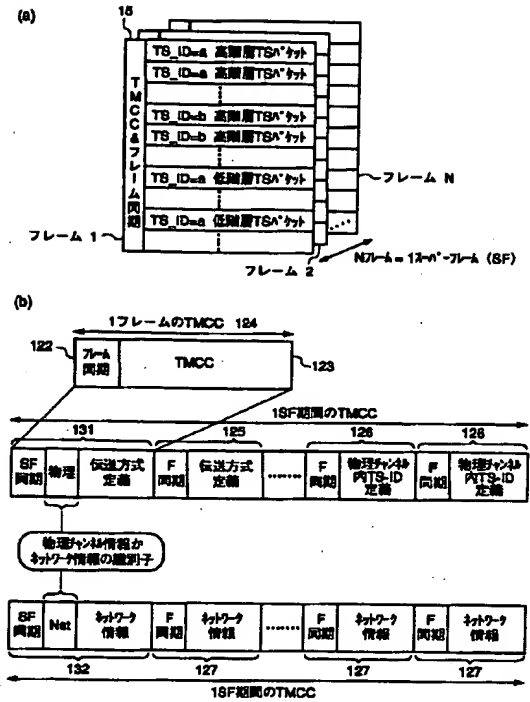 (a)
15
TMCC&フレーム同期
TS_ID=a 高階層TSパケット
TS_ID=a 高階層TSパケット
TS_ID=b 高階層TSパケット
TS_ID=b 高階層TSパケット
TS_ID=a 低階層TSパケット
TS_ID=a 低階層TSパケット
フレーム 1
フレーム 2
フレーム N
Nフレーム=1スーパーフレーム (SF)
(b)
1フレームのTMCC 124
122
フレーム同期
TMCC
123
1SF期間のTMCC
131
125
126
126
SF同期
物理
伝送方式定義
F同期
伝送方式定義
F同期
物理チャンネル内TS-ID定義
F同期
物理チャンネル内TS-ID定義
物理チャンネル情報か
ネットワーク情報の識別子
SF同期
Net
ネットワーク情報
F同期
ネットワーク情報
F同期
ネットワーク情報
F同期
ネットワーク情報
132
127
127
127
1SF期間のTMCC